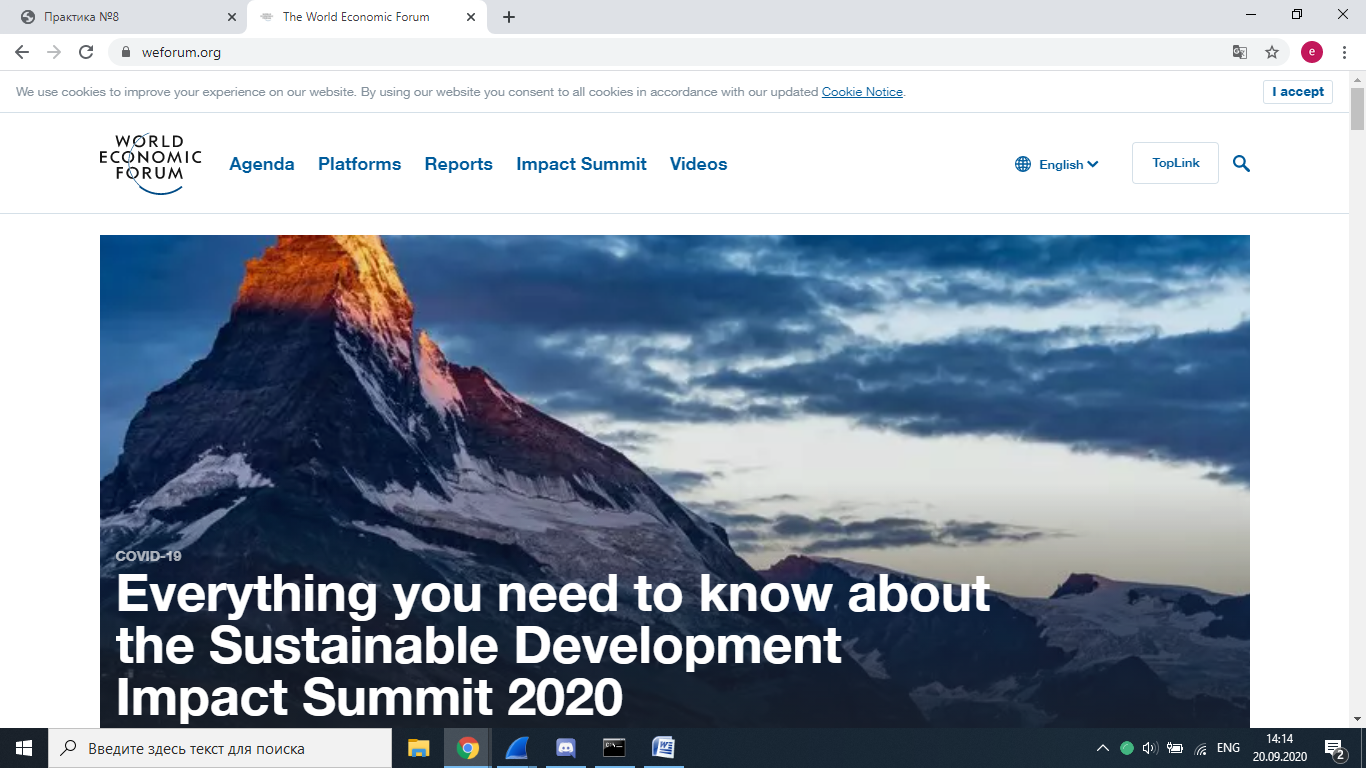 Практика №8
The World Economic Forum
weforum.org
e
We use cookies to improve your experience on our website. By using our website you consent to all cookies in accordance with our updated Cookie Notice.
I accept
WORLD
ECONOMIC
FORUM
Agenda Platforms Reports Impact Summit Videos
English
TopLink
COVID-19
Everything you need to know about
the Sustainable Development
Impact Summit 2020
Введите здесь текст для поиска
ENG
14:14
20.09.2020
2